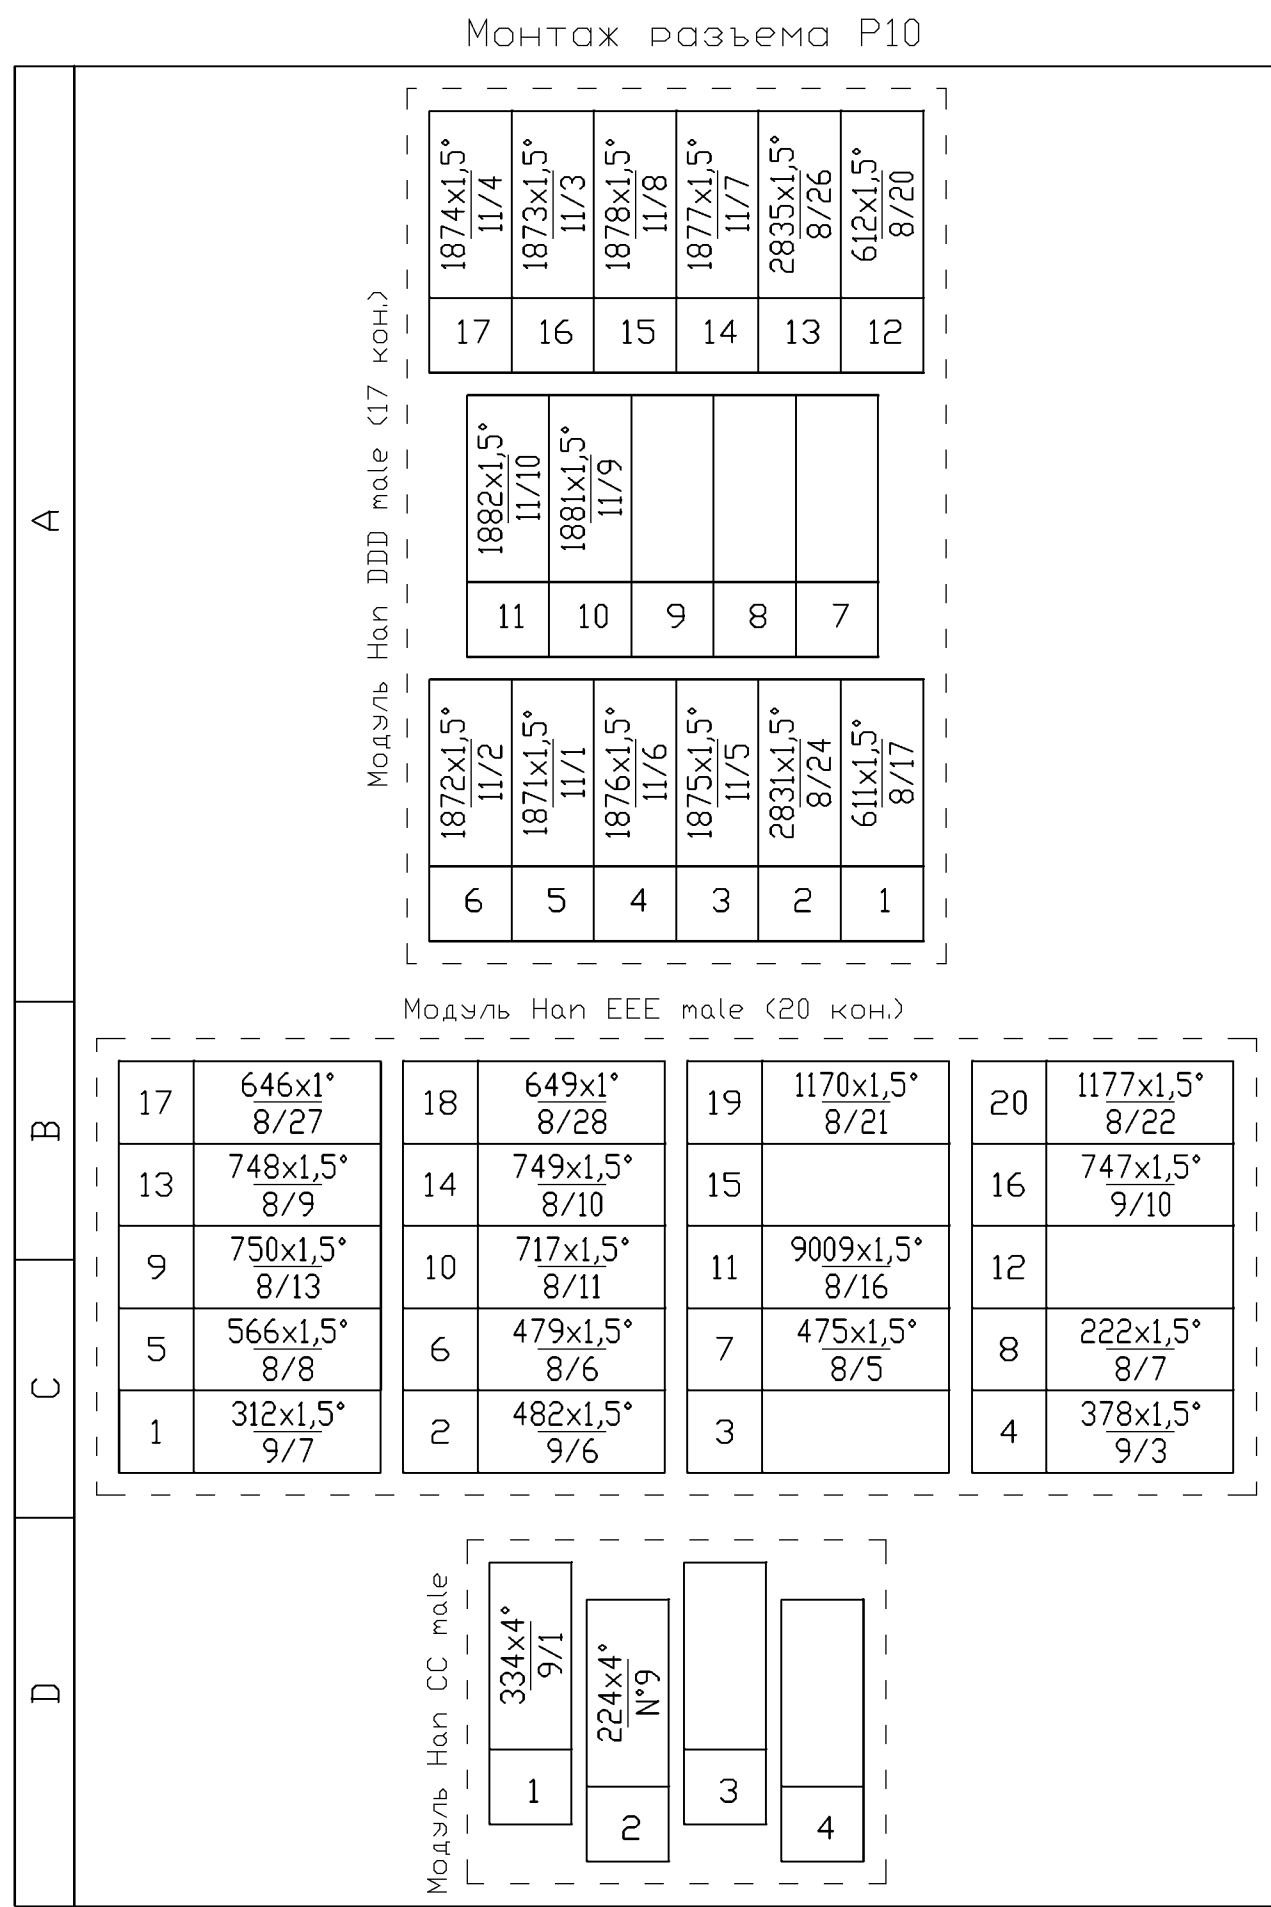 Монтаж разъема P10
A
Модуль Han DDD male (17 кон.)
1874x1,5°
11/4
1873x1,5°
11/3
1878x1,5°
11/8
1877x1,5°
11/7
2835x1,5°
8/26
612x1,5°
8/20
17 16 15 14 13 12
1882x1,5°
11/10
1881x1,5°
11/9
11 10 9 8 7
1872x1,5°
11/2
1871x1,5°
11/1
1876x1,5°
11/6
1875x1,5°
11/5
2831x1,5°
8/24
611x1,5°
8/17
6 5 4 3 2 1
B
C
Модуль Han EEE male (20 кон.)
17 646x1° 18 649x1° 19 1170x1,5° 20 1177x1,5°
8/27 8/28 8/21 8/22
13 748x1,5° 14 749x1,5° 15 16 747x1,5°
8/9 8/10 9/10
9 750x1,5° 10 717x1,5° 11 9009x1,5° 12
8/13 8/11 8/16
5 566x1,5° 6 479x1,5° 7 475x1,5° 8 222x1,5°
8/8 8/6 8/5 8/7
1 312x1,5° 2 482x1,5° 3 4 378x1,5°
9/7 9/6 9/3
D
Модуль Han CC male
334x4°
9/1
224x4°
N°9
1 2 3 4